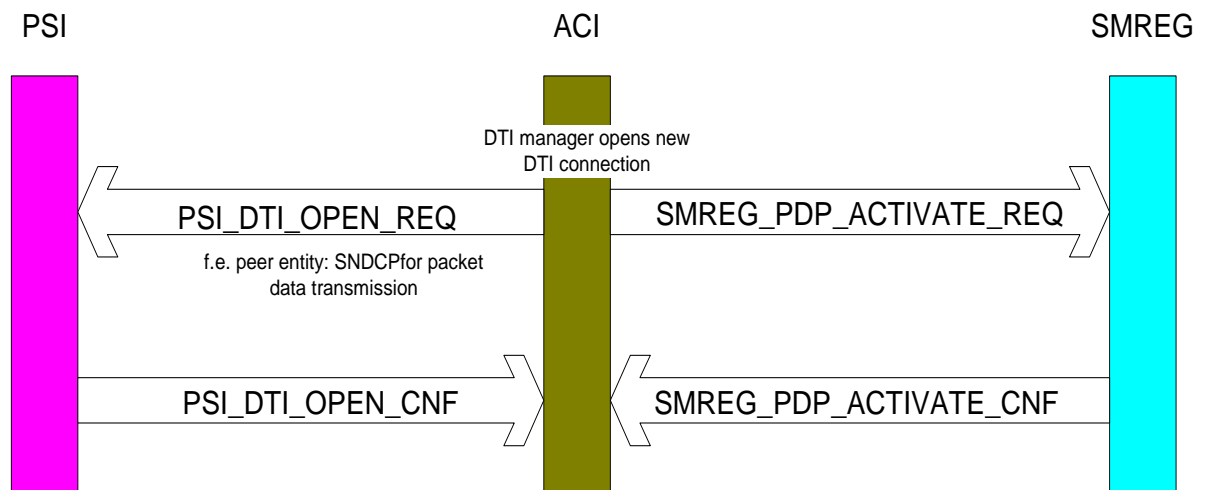 PSI
ACI
SMREG
DTI manager opens new
DTI connection
PSI_DTI_OPEN_REQ
SMREG_PDP_ACTIVATE_REQ
f.e. peer entity: SNDCPfor packet
data transmission
PSI_DTI_OPEN_CNF
SMREG_PDP_ACTIVATE_CNF